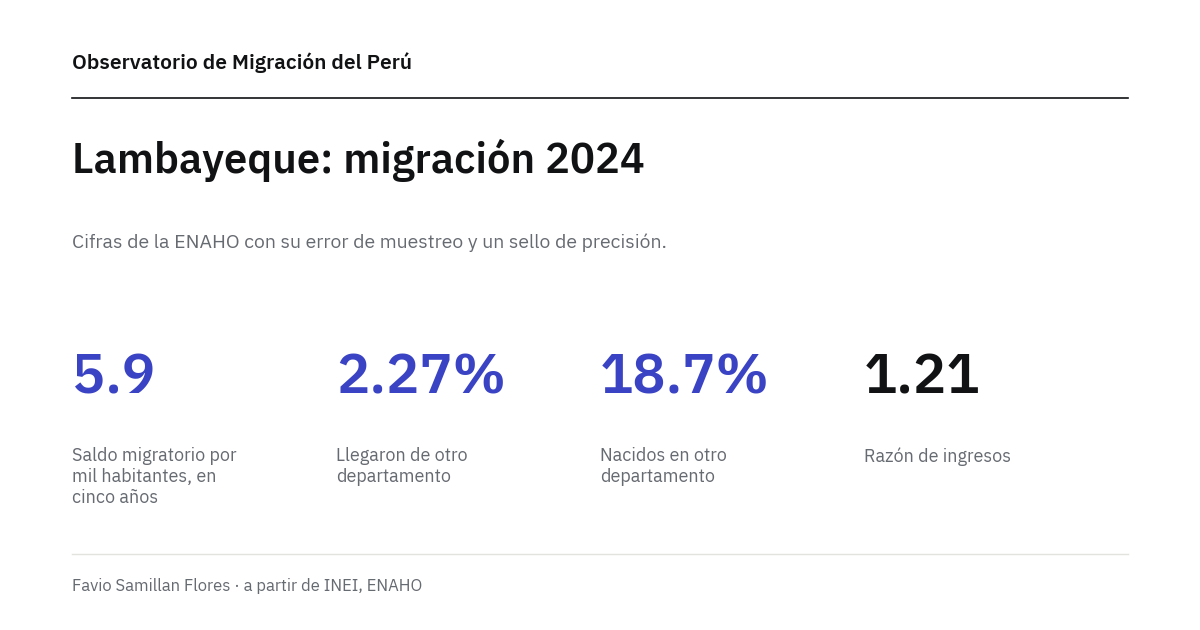 Observatorio de Migración del Perú
Lambayeque: migración 2024
Cifras de la ENAHO con su error de muestreo y un sello de precisión.
5.9
2.27%
18.7%
1.21
Saldo migratorio por
mil habitantes, en
cinco años
Llegaron de otro
departamento
Nacidos en otro
departamento
Razón de ingresos
Favio Samillan Flores · a partir de INEI, ENAHO